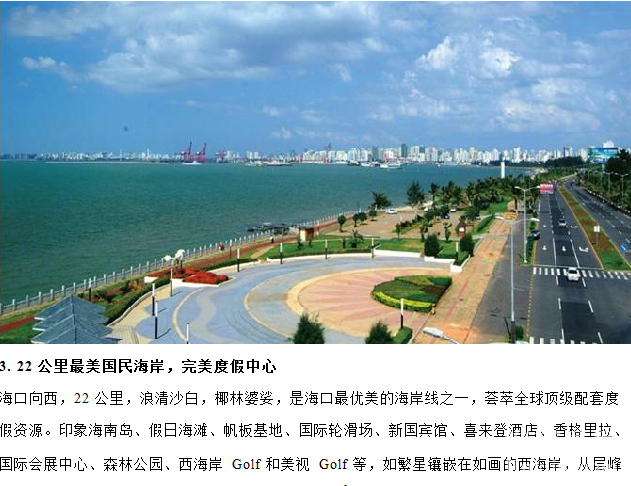 3. 22 公里最美国民海岸，完美度假中心
海口向西，22 公里，浪清沙白，椰林婆娑，是海口最优美的海岸线之一，荟萃全球顶级配套度
假资源。印象海南岛、假日海滩、帆板基地、国际轮滑场、新国宾馆、喜来登酒店、香格里拉、
国际会展中心、森林公园、西海岸 Golf 和美视 Golf 等，如繁星镶嵌在如画的西海岸，从层峰